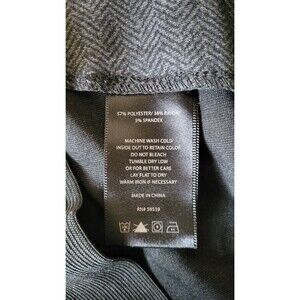 57% POLYESTER/ 38% RAYON/
5% SPANDEX
MACHINE WASH COLD
INSIDE OUT TO RETAIN COLOR
DO NOT BLEACH
TUMBLE DRY LOW
OR FOR BETTER CARE
LAY FLAT TO DRY
WARM IRON IF NECESSARY
MADE IN CHINA
RN# 58519